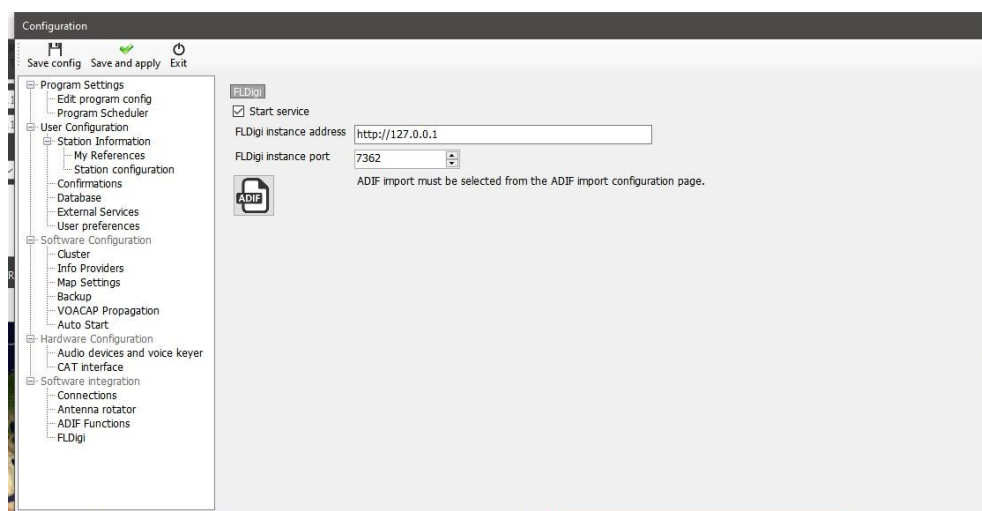 Configuration
Save config Save and apply Exit
Program Settings
Edit program config
Program Scheduler
User Configuration
Station Information
My References
Station configuration
Confirmations
Database
External Services
User preferences
Software Configuration
Cluster
Info Providers
Map Settings
Backup
VOACAP Propagation
Auto Start
Hardware Configuration
Audio devices and voice keyer
CAT interface
Software integration
Connections
Antenna rotator
ADIF Functions
FLDigi
FLDigi
Start service
FLDigi instance address http://127.0.0.1
FLDigi instance port 7362
ADIF
ADIF import must be selected from the ADIF import configuration page.